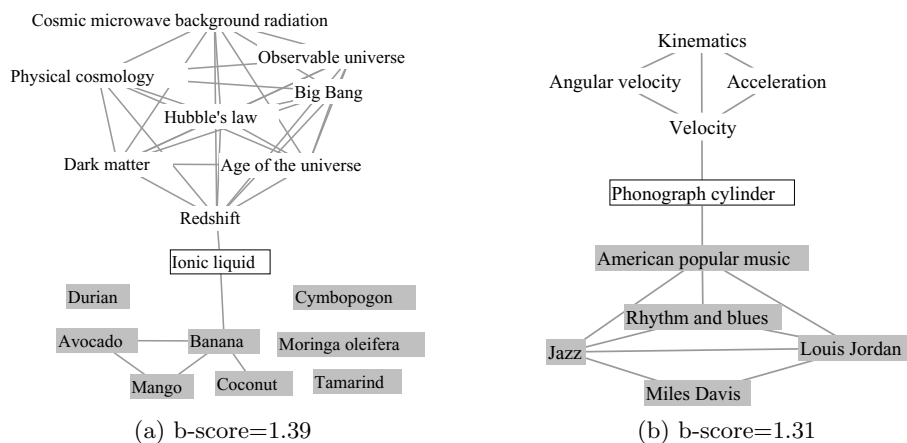 Cosmic microwave background radiation
Observable universe
Physical cosmology
Big Bang
Hubble's law
Dark matter
Age of the universe
Redshift
Ionic liquid
Durian
Cymbopogon
Avocado
Banana
Moringa oleifera
Mango
Coconut
Tamarind
(a) b-score=1.39
Kinematics
Angular velocity
Acceleration
Velocity
Phonograph cylinder
American popular music
Rhythm and blues
Jazz
Louis Jordan
Miles Davis
(b) b-score=1.31